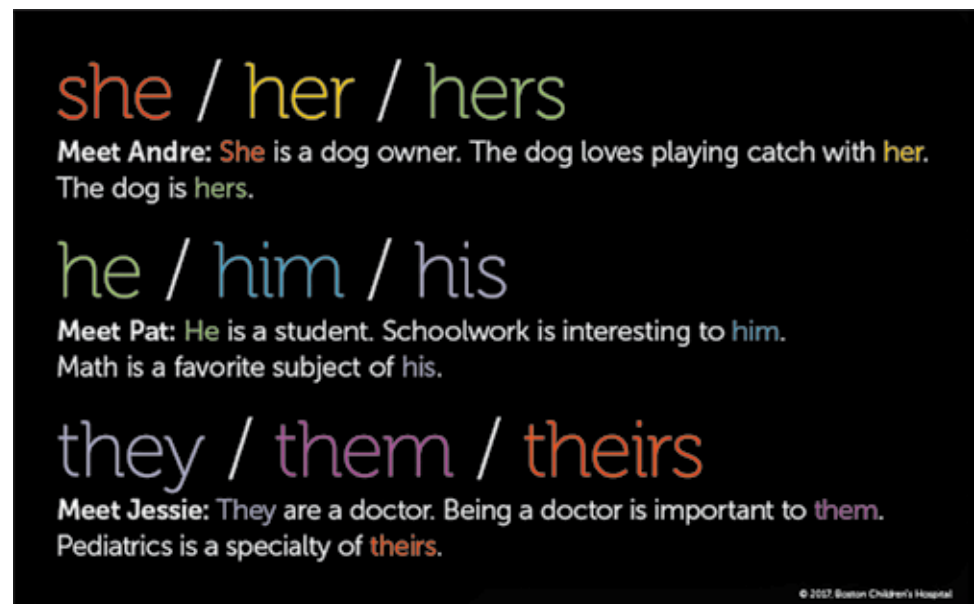 she / her / hers
Meet Andre: She is a dog owner. The dog loves playing catch with her.
The dog is hers.
he / him / his
Meet Pat: He is a student. Schoolwork is interesting to him.
Math is a favorite subject of his.
they / them / theirs
Meet Jessie: They are a doctor. Being a doctor is important to them.
Pediatrics is a specialty of theirs.
© 2017, Boston Children's Hospital